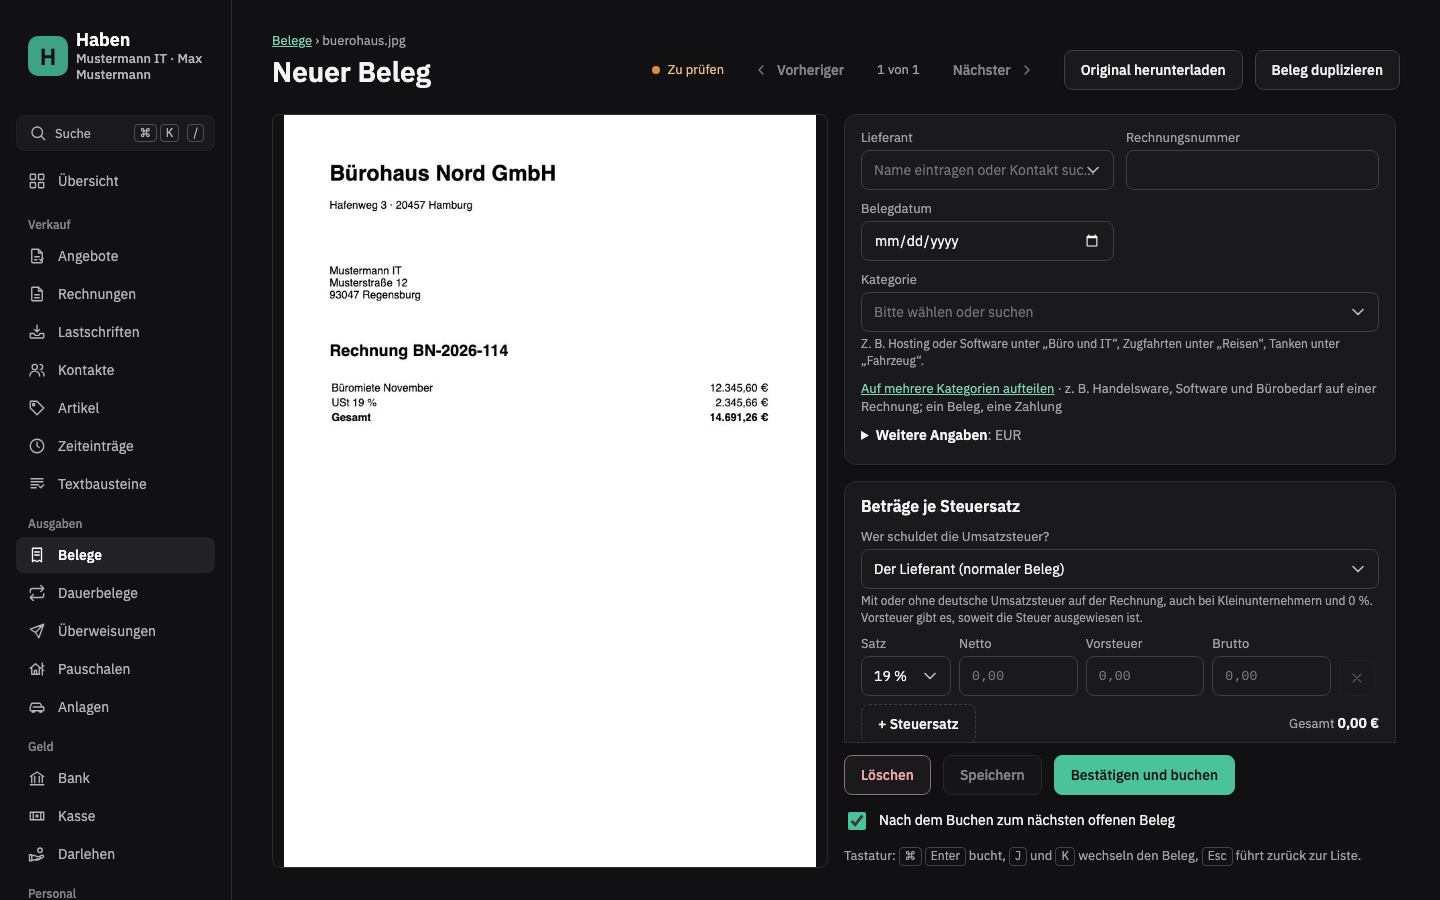 Haben
Mustermann IT · Max
Mustermann
Suche ⌘ K /
Übersicht
Verkauf
Angebote
Rechnungen
Lastschriften
Kontakte
Artikel
Zeiteinträge
Textbausteine
Ausgaben
Belege
Dauerbelege
Überweisungen
Pauschalen
Anlagen
Geld
Bank
Kasse
Darlehen
Personal
Belege › buerohaus.jpg
Neuer Beleg
Zu prüfen
Vorheriger
1 von 1
Nächster
Original herunterladen
Beleg duplizieren
Bürohaus Nord GmbH
Hafenweg 3 · 20457 Hamburg
Mustermann IT
Musterstraße 12
93047 Regensburg
Rechnung BN-2026-114
Büromiete November 12.345,60 €
USt 19 % 2.345,66 €
Gesamt 14.691,26 €
Lieferant
Name eintragen oder Kontakt suc...
Rechnungsnummer
Belegdatum
mm/dd/yyyy
Kategorie
Bitte wählen oder suchen
Z. B. Hosting oder Software unter „Büro und IT“, Zugfahrten unter „Reisen“, Tanken unter
„Fahrzeug“.
Auf mehrere Kategorien aufteilen · z. B. Handelsware, Software und Bürobedarf auf einer
Rechnung; ein Beleg, eine Zahlung
Weitere Angaben: EUR
Beträge je Steuersatz
Wer schuldet die Umsatzsteuer?
Der Lieferant (normaler Beleg)
Mit oder ohne deutsche Umsatzsteuer auf der Rechnung, auch bei Kleinunternehmern und 0 %.
Vorsteuer gibt es, soweit die Steuer ausgewiesen ist.
Satz Netto Vorsteuer Brutto
19 % 0,00 0,00 0,00
+ Steuersatz
Gesamt 0,00 €
Löschen
Speichern
Bestätigen und buchen
Nach dem Buchen zum nächsten offenen Beleg
Tastatur: ⌘ Enter bucht, J und K wechseln den Beleg, Esc führt zurück zur Liste.